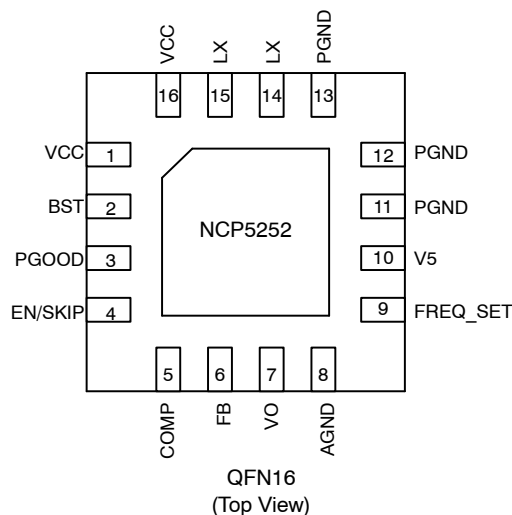 VCC LX LX PGND
16 15 14 13
VCC 1 12 PGND
BST 2 NCP5252 11 PGND
PGOOD 3 10 V5
EN/SKIP 4 9 FREQ_SET
5 6 7 8
COMP FB VO AGND
QFN16
(Top View)